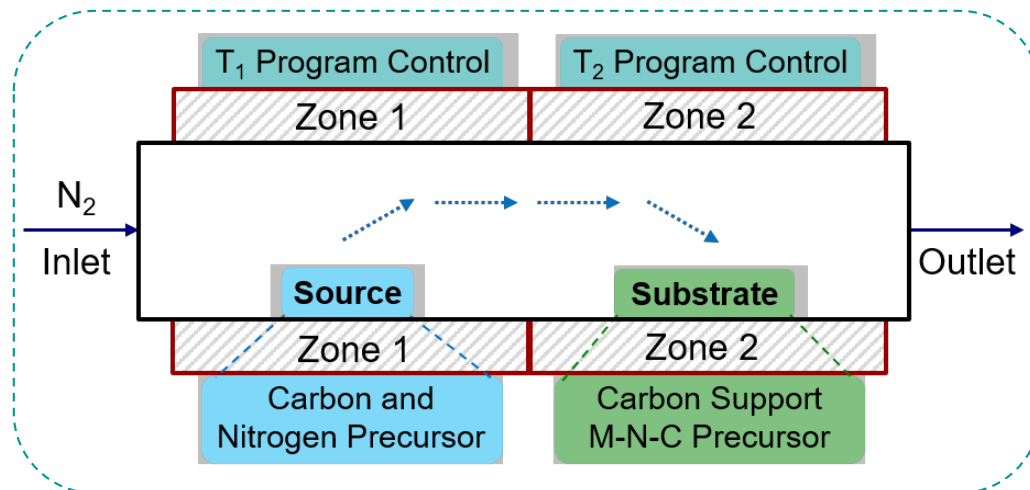 T₁ Program Control
T₂ Program Control
Zone 1
Zone 2
N₂
Inlet
Outlet
Source
Substrate
Zone 1
Zone 2
Carbon and
Nitrogen Precursor
Carbon Support
M-N-C Precursor